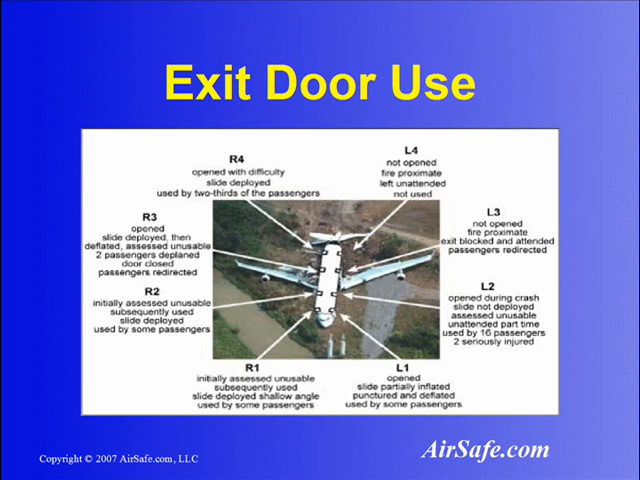 Exit Door Use
R4
opened with difficulty
slide deployed
used by two-thirds of the passengers
L4
not opened
fire proximate
left unattended
not used
R3
opened
slide deployed, then
deflated, assessed unusable
2 passengers deplaned
door closed
passengers redirected
L3
not opened
fire proximate
exit blocked and attended
passengers redirected
R2
initially assessed unusable
subsequently used
slide deployed
used by some passengers
L2
opened during crash
slide not deployed
assessed unusable
unattended part time
used by 16 passengers
2 seriously injured
R1
initially assessed unusable
subsequently used
slide deployed shallow angle
used by some passengers
L1
opened
slide partially inflated
punctured and deflated
used by some passengers
Copyright © 2007 AirSafe.com, LLC
AirSafe.com